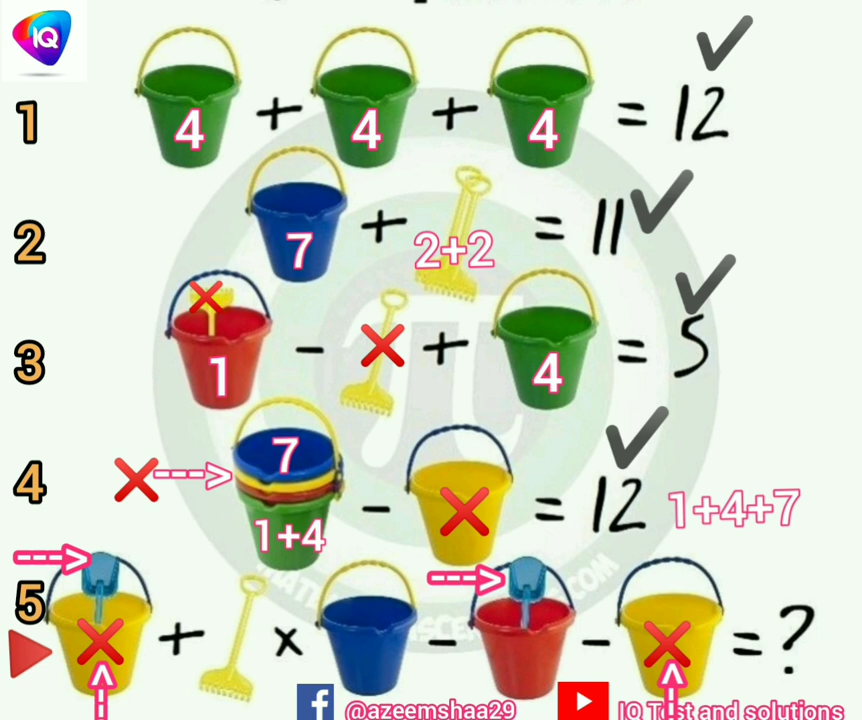 IQ
1 4 + 4 + 4 = 12
2 7 + 2+2 = 11
3 1 - + 4 = 5
4 7 1+4 - = 12 1+4+7
5 + x - - = ?
@azeemshaa29 IQ Test and solutions